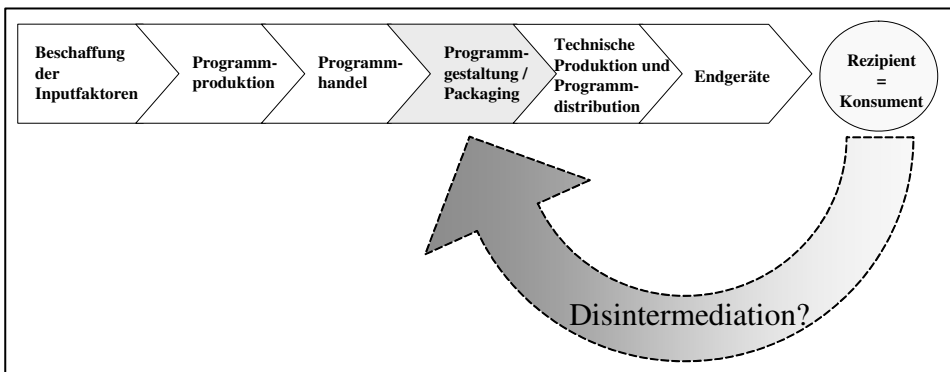 Beschaffung
der
Inputfaktoren
Programm-
produktion
Programm-
handel
Programm-
gestaltung /
Packaging
Technische
Produktion und
Programm-
distribution
Endgeräte
Rezipient
=
Konsument
Disintermediation?